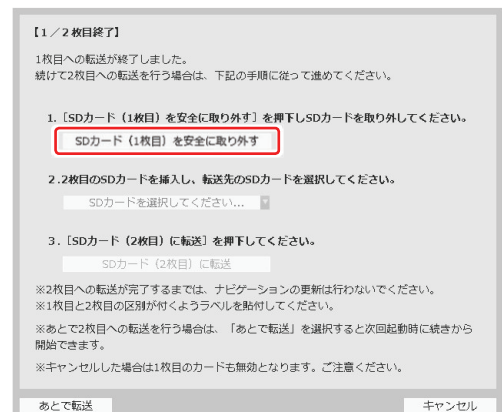 【1／2枚目終了】
1枚目への転送が終了しました。
続けて2枚目への転送を行う場合は、下記の手順に従って進めてください。
1.［SDカード（1枚目）を安全に取り外す］を押下しSDカードを取り外してください。
SDカード（1枚目）を安全に取り外す
2.2枚目のSDカードを挿入し、転送先のSDカードを選択してください。
SDカードを選択してください...
3.［SDカード（2枚目）に転送］を押下してください。
SDカード（2枚目）に転送
※2枚目への転送が完了するまでは、ナビゲーションの更新は行わないでください。
※1枚目と2枚目の区別が付くようラベルを貼付してください。
※あとで2枚目への転送を行う場合は、「あとで転送」を選択すると次回起動時に続きから
開始できます。
※キャンセルした場合は1枚目のカードも無効となります。ご注意ください。
あとで転送
キャンセル